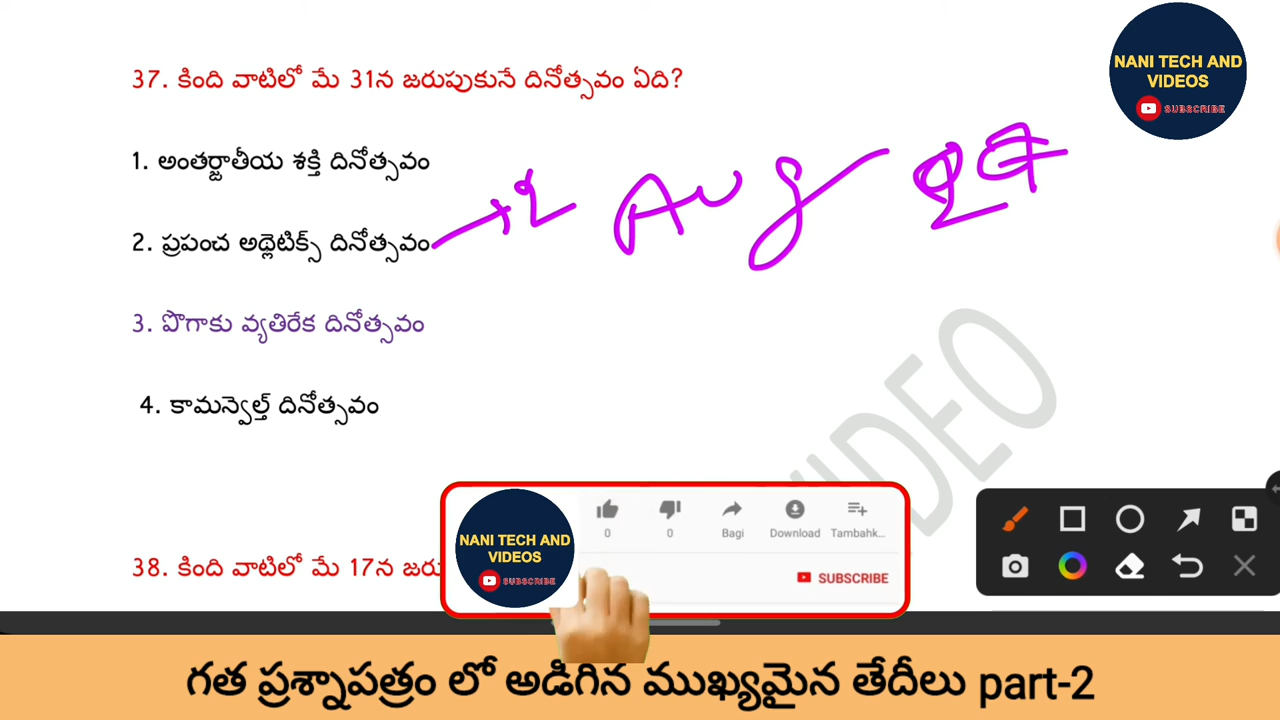 NANI TECH AND
VIDEOS
SUBSCRIBE
37. కింది వాటిలో మే 31న జరుపుకునే దినోత్సవం ఏది?
1. అంతర్జాతీయ శక్తి దినోత్సవం
2. ప్రపంచ అథ్లెటిక్స్ దినోత్సవం
Aug
3. పొగాకు వ్యతిరేక దినోత్సవం
4. కామన్వెల్త్ దినోత్సవం
VIDEO
NANI TECH AND
VIDEOS
SUBSCRIBE
0 0 Bagi Download Tambahk...
SUBSCRIBE
38. కింది వాటిలో మే 17న జరు
గత ప్రశ్నాపత్రం లో అడిగిన ముఖ్యమైన తేదీలు part-2